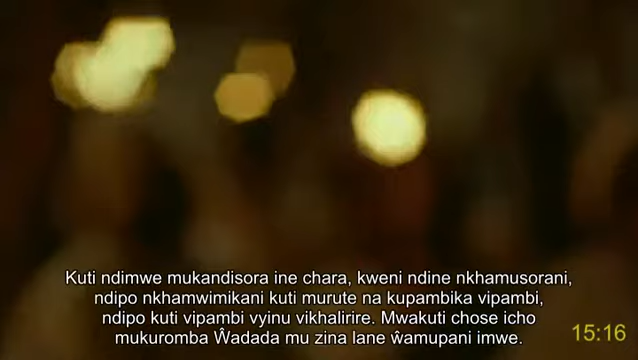 Kuti ndimwe mukandisora ine chara, kweni ndine nkhamusorani,
ndipo nkhamwimikani kuti murute na kupambika vipambi,
ndipo kuti vipambi vyinu vikhalirire. Mwakuti chose icho
mukuromba Ŵadada mu zina lane ŵamupani imwe.
15:16